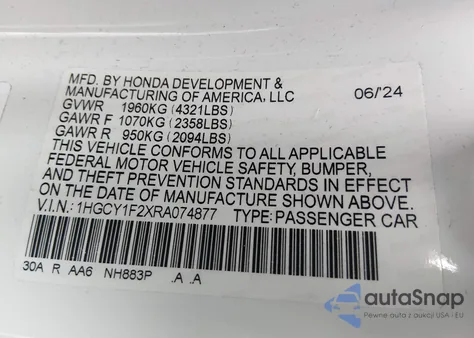 MFD. BY HONDA DEVELOPMENT &
MANUFACTURING OF AMERICA, LLC 06/'24
GVWR 1960KG (4321LBS)
GAWR F 1070KG (2358LBS)
GAWR R 950KG (2094LBS)
THIS VEHICLE CONFORMS TO ALL APPLICABLE
FEDERAL MOTOR VEHICLE SAFETY, BUMPER,
AND THEFT PREVENTION STANDARDS IN EFFECT
ON THE DATE OF MANUFACTURE SHOWN ABOVE.
V.I.N.: 1HGCY1F2XRA074877 TYPE: PASSENGER CAR
30A R AA6 NH883P .A .A
autoSnap
Pewne auta z USA i EU